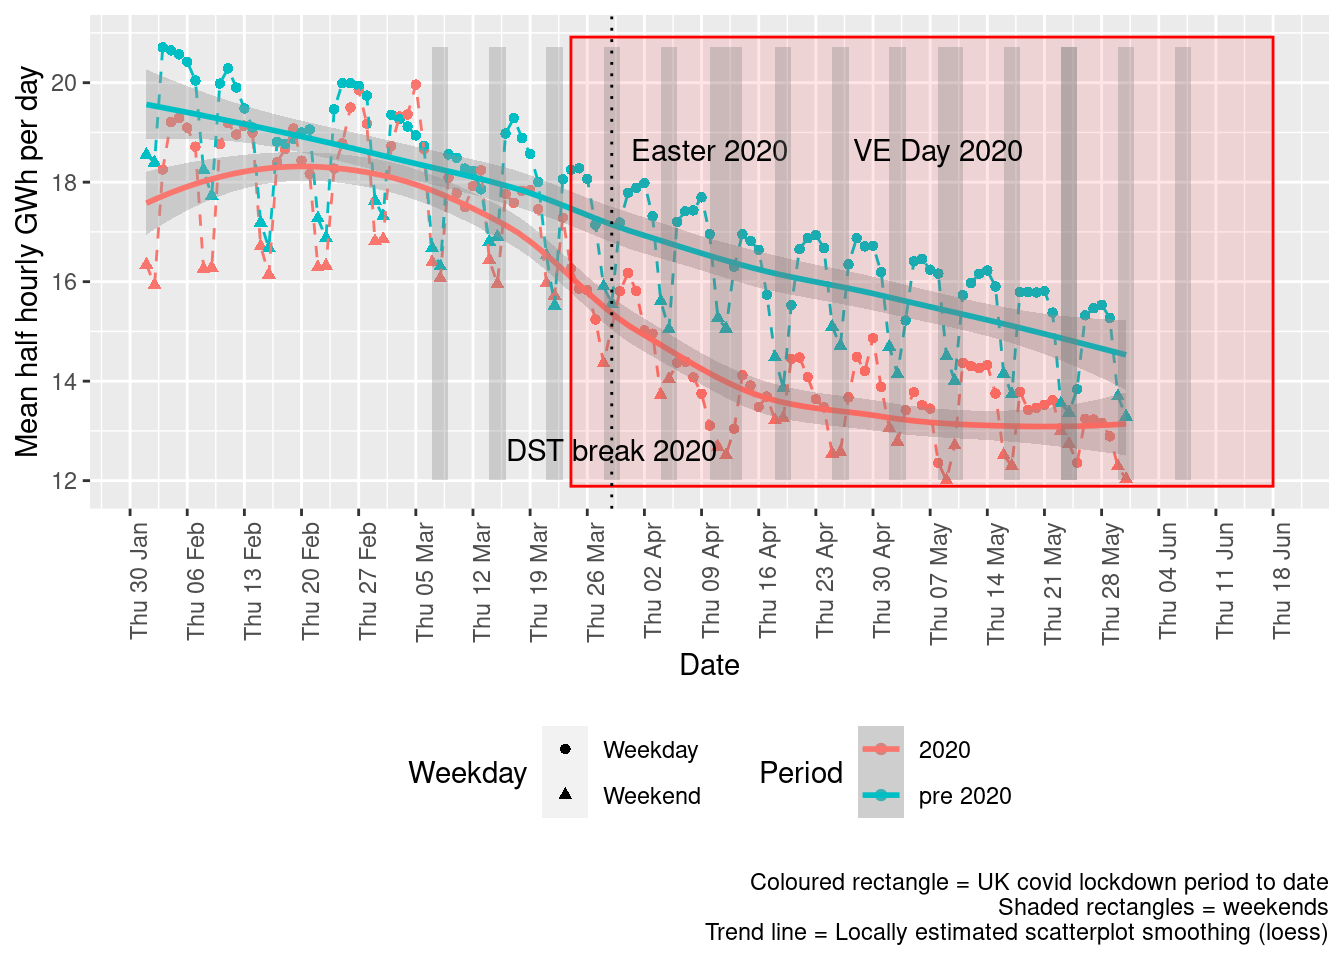 Mean half hourly GWh per day
20
18
16
14
12
Easter 2020
VE Day 2020
DST break 2020
Thu 30 Jan
Thu 06 Feb
Thu 13 Feb
Thu 20 Feb
Thu 27 Feb
Thu 05 Mar
Thu 12 Mar
Thu 19 Mar
Thu 26 Mar
Thu 02 Apr
Thu 09 Apr
Thu 16 Apr
Thu 23 Apr
Thu 30 Apr
Thu 07 May
Thu 14 May
Thu 21 May
Thu 28 May
Thu 04 Jun
Thu 11 Jun
Thu 18 Jun
Date
Weekday
Weekday
Weekend
Period
2020
pre 2020
Coloured rectangle = UK covid lockdown period to date
Shaded rectangles = weekends
Trend line = Locally estimated scatterplot smoothing (loess)